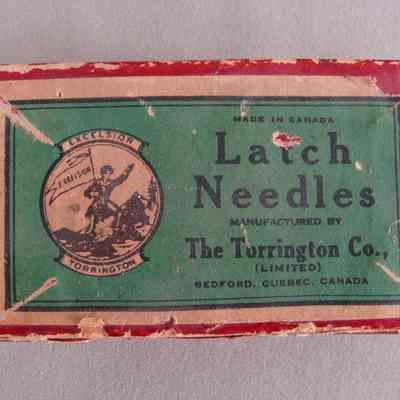 EXCELSIOR
EXCELSIOR
TORRINGTON
MADE IN CANADA
Latch
Needles
MANUFACTURED BY
The Torrington Co.,
(LIMITED)
BEDFORD, QUEBEC, CANADA